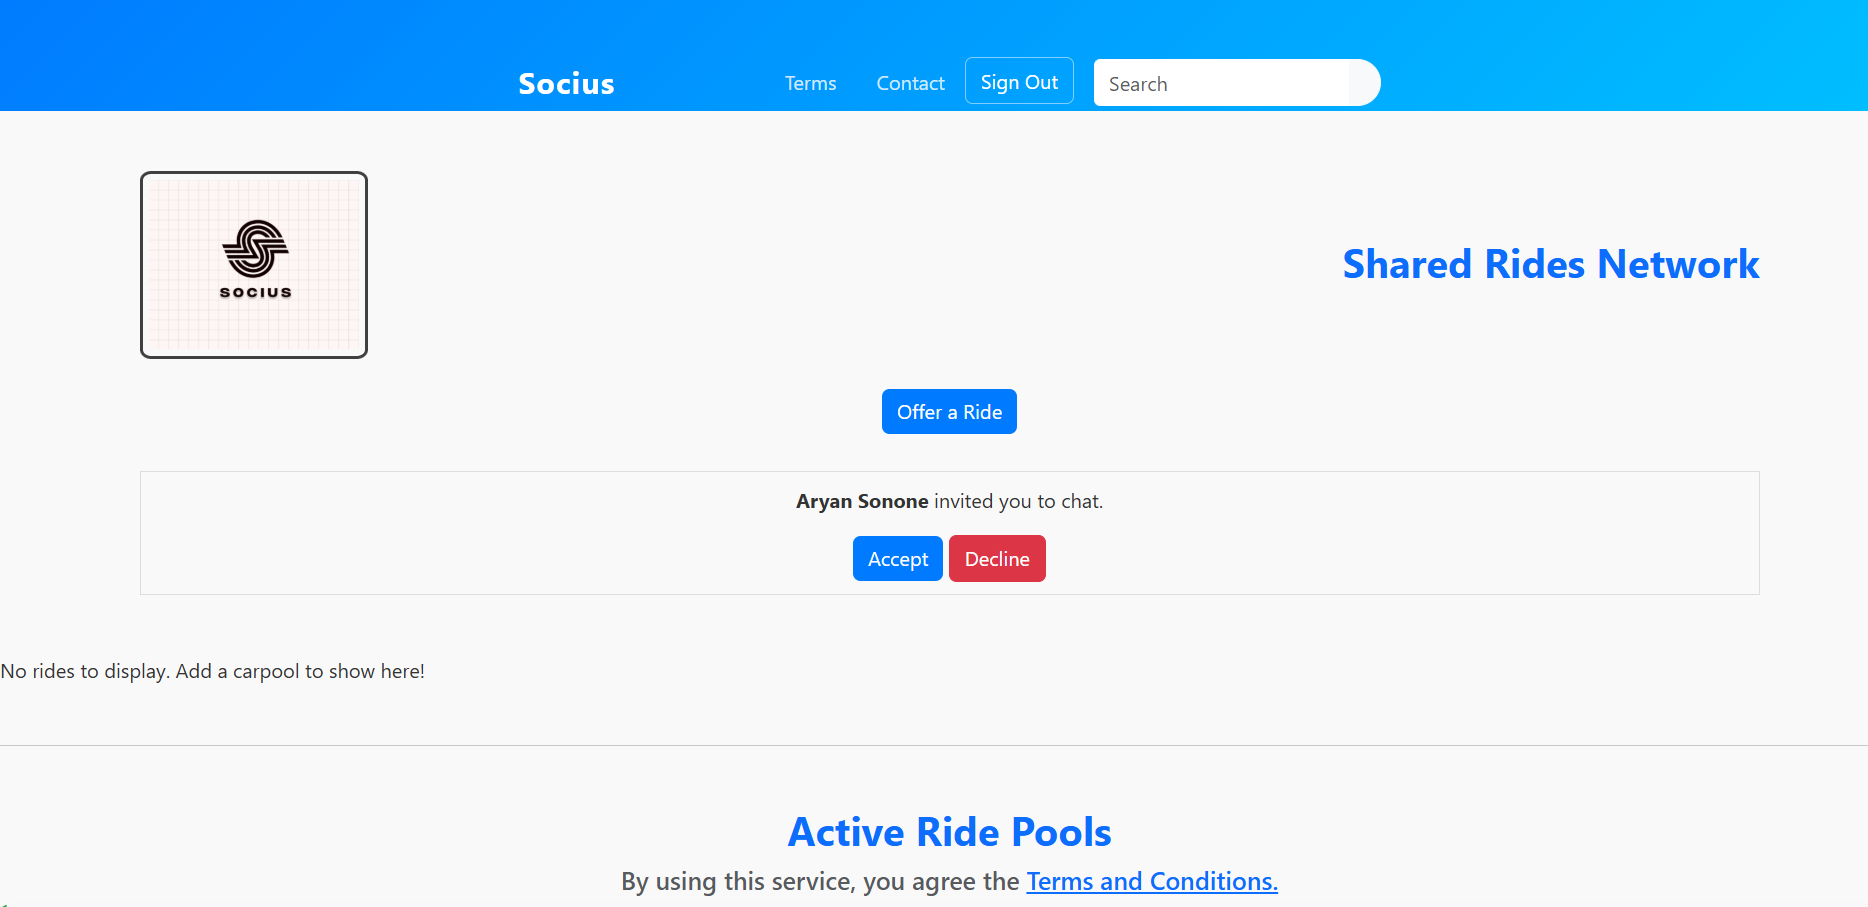 Socius Terms Contact Sign Out Search
SOCIUS
Shared Rides Network
Offer a Ride
Aryan Sonone invited you to chat.
Accept Decline
No rides to display. Add a carpool to show here!
Active Ride Pools
By using this service, you agree the Terms and Conditions.